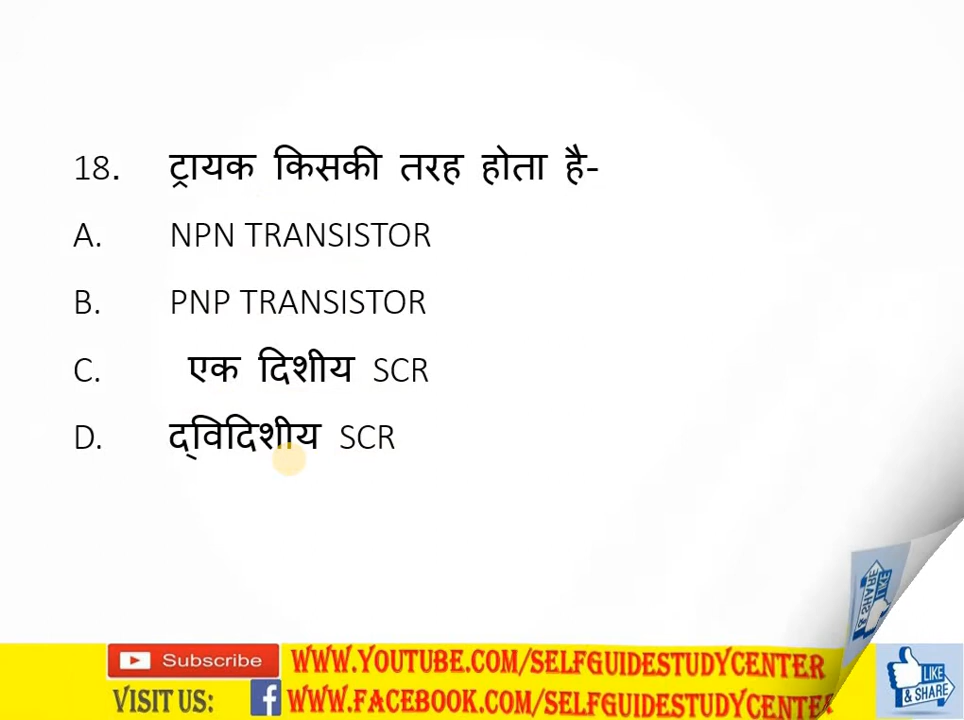 18. ट्रायक किसकी तरह होता है-
A. NPN TRANSISTOR
B. PNP TRANSISTOR
C. एक दिशीय SCR
D. द्विदिशीय SCR
Subscribe WWW.YOUTUBE.COM/SELFGUIDESTUDYCENTER
VISIT US: f WWW.FACEBOOK.COM/SELFGUIDESTUDYCENTE
LIKE
& SHARE